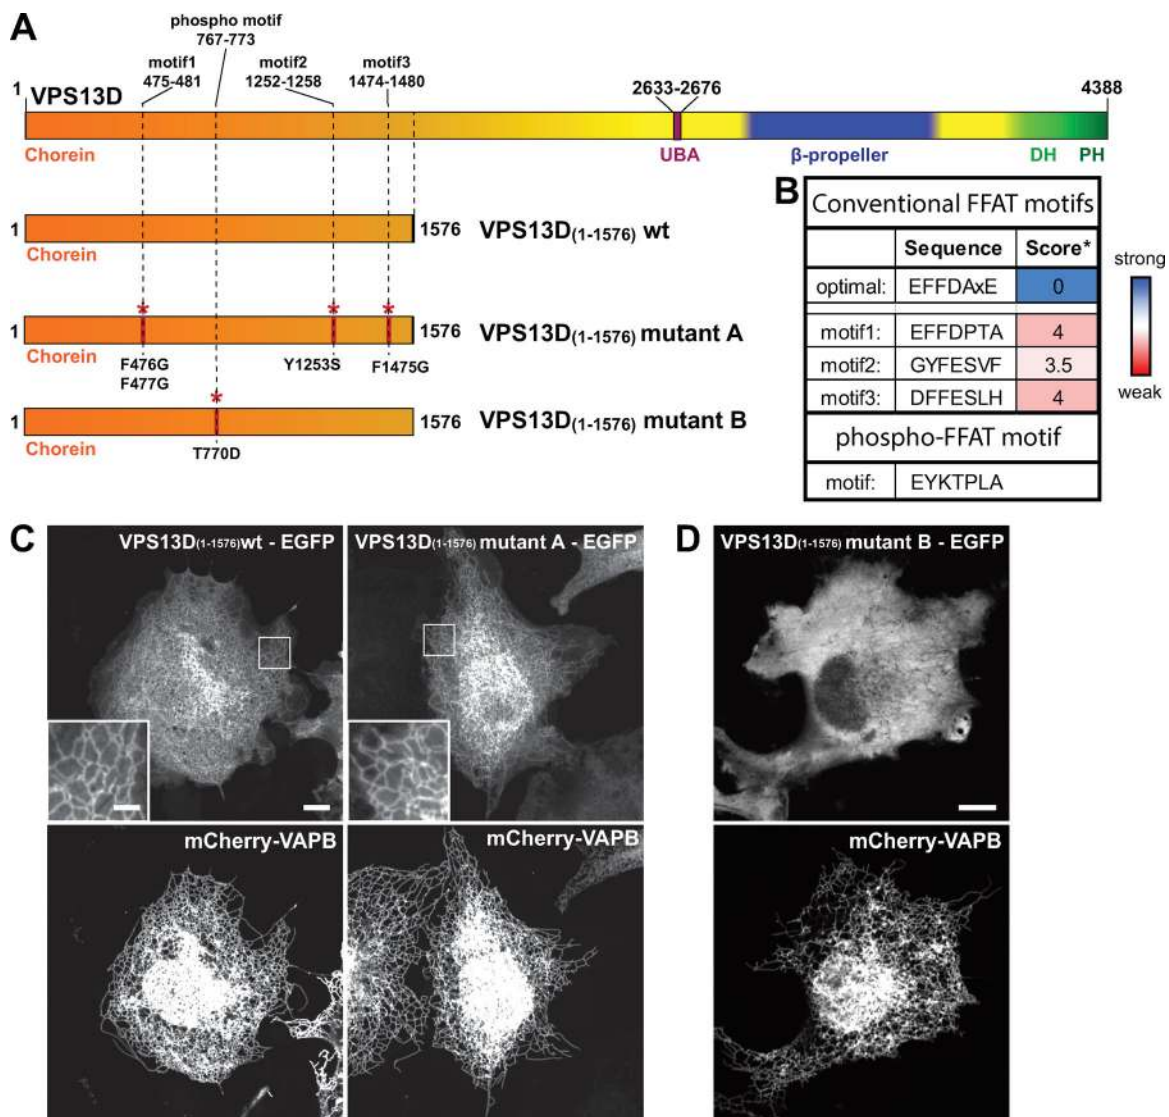 A
phospho motif
767-773
motif1
475-481
motif2
1252-1258
motif3
1474-1480
1 VPS13D
2633-2676
4388
Chorein
UBA
β-propeller
DH
PH
1
1576
VPS13D(1-1576) wt
Chorein
* * *
1
1576
VPS13D(1-1576) mutant A
Chorein
F476G
F477G
Y1253S
F1475G
*
1
1576
VPS13D(1-1576) mutant B
Chorein
T770D
B
Conventional FFAT motifs
Sequence Score*
optimal: EFFDAxE 0
motif1: EFFDPTA 4
motif2: GYFESVF 3.5
motif3: DFFESLH 4
phospho-FFAT motif
motif: EYKTPLA
strong
weak
C
VPS13D(1-1576)wt - EGFP
VPS13D(1-1576) mutant A - EGFP
mCherry-VAPB
mCherry-VAPB
D
VPS13D(1-1576) mutant B - EGFP
mCherry-VAPB